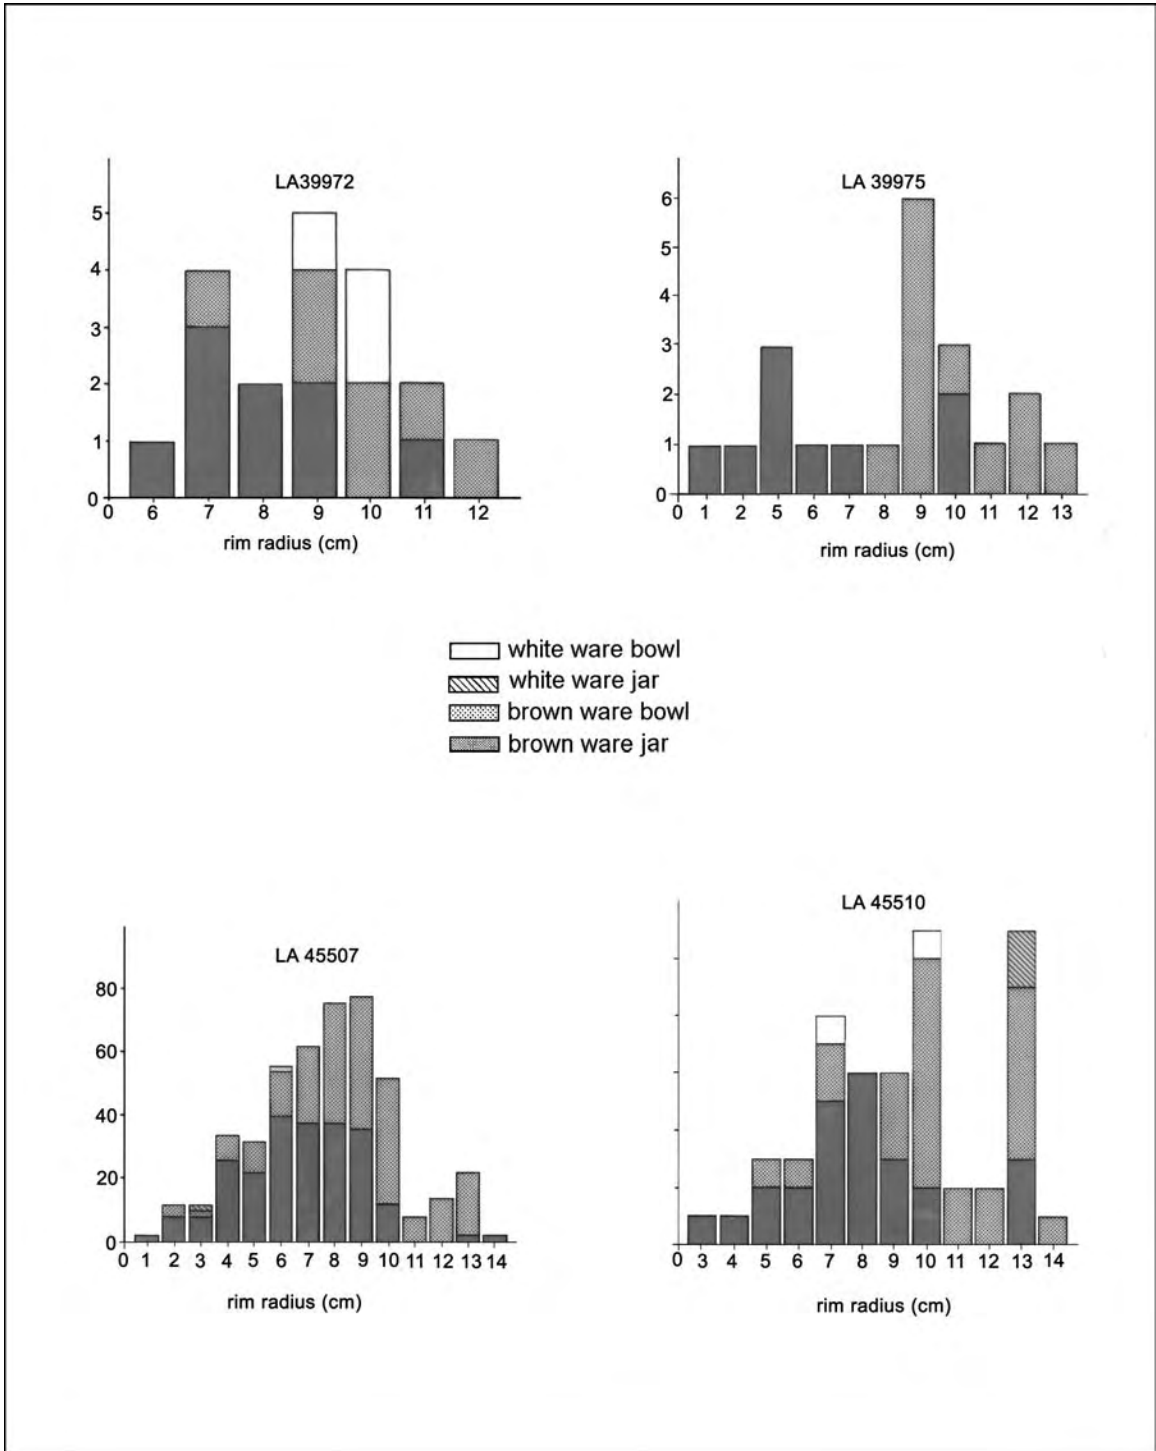 LA39972
5
4
3
2
1
0
0 6 7 8 9 10 11 12
rim radius (cm)
LA 39975
6
5
4
3
2
1
0
0 1 2 5 6 7 8 9 10 11 12 13
rim radius (cm)
white ware bowl
white ware jar
brown ware bowl
brown ware jar
LA 45507
80
60
40
20
0
0 1 2 3 4 5 6 7 8 9 10 11 12 13 14
rim radius (cm)
LA 45510
0 3 4 5 6 7 8 9 10 11 12 13 14
rim radius (cm)